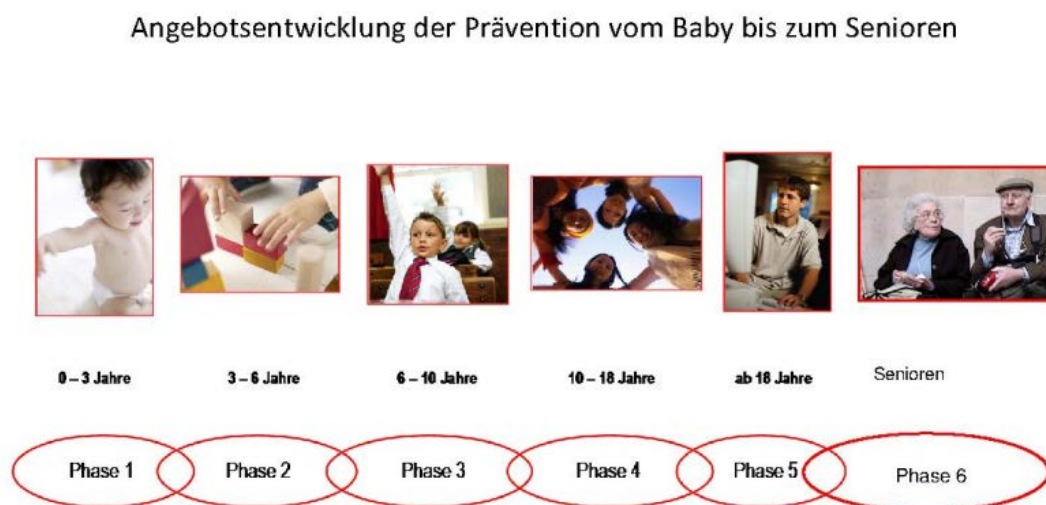 Angebotsentwicklung der Prävention vom Baby bis zum Senioren
0 – 3 Jahre
3 – 6 Jahre
6 – 10 Jahre
10 – 18 Jahre
ab 18 Jahre
Senioren
Phase 1
Phase 2
Phase 3
Phase 4
Phase 5
Phase 6